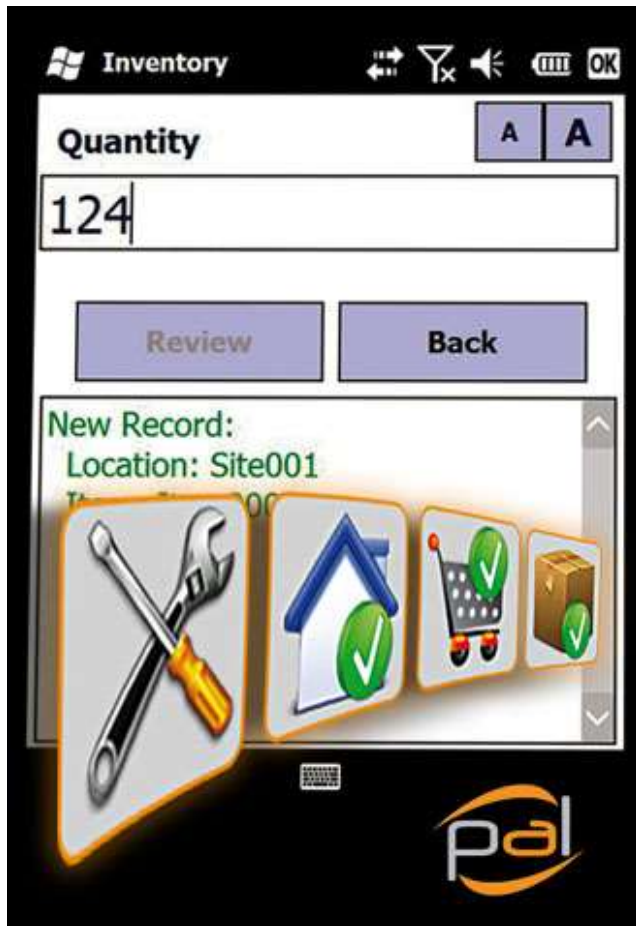 Inventory
OK
Quantity
A A
124
Review Back
New Record:
Location: Site001
pal